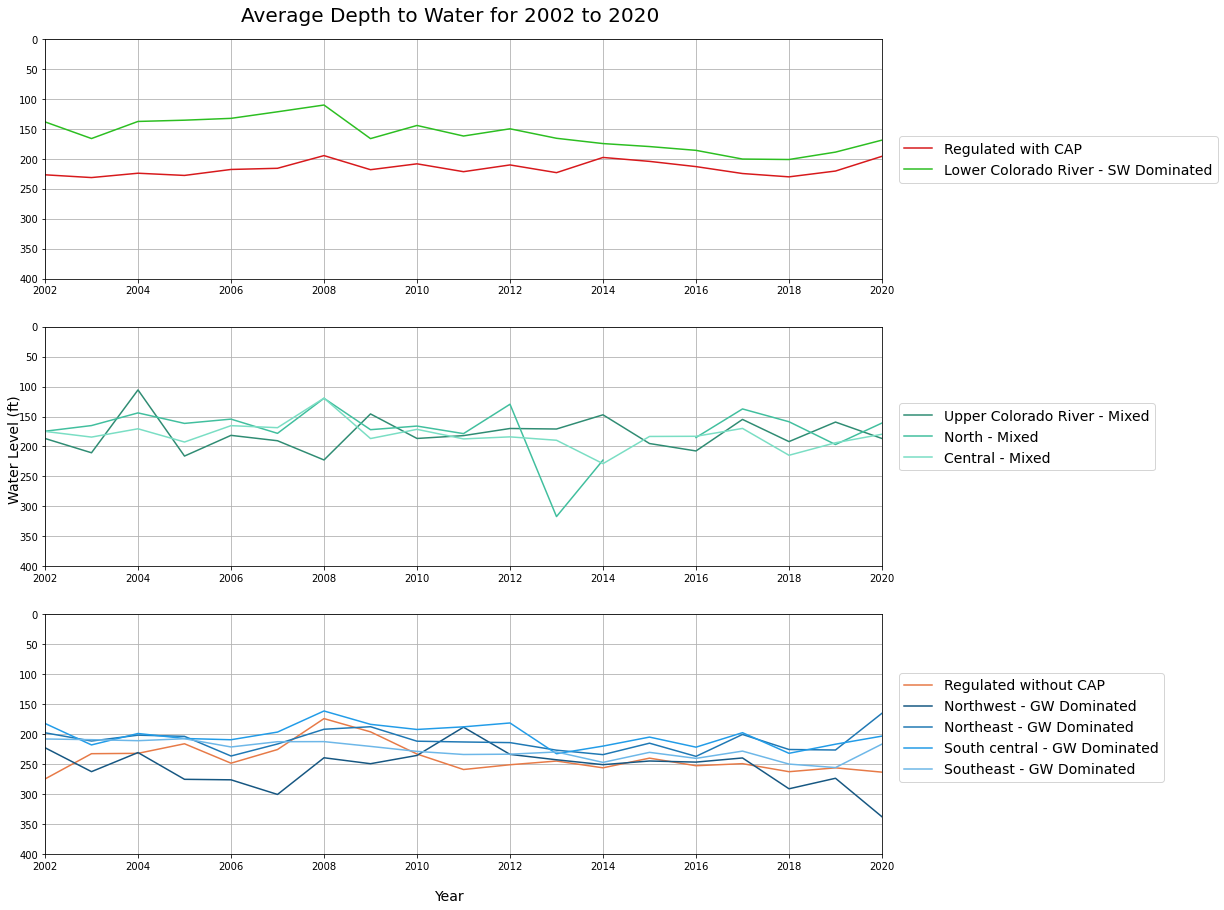 Average Depth to Water for 2002 to 2020
0
50
100
150
200
250
300
350
400
2002 2004 2006 2008 2010 2012 2014 2016 2018 2020
Regulated with CAP
Lower Colorado River - SW Dominated
Water Level (ft)
0
50
100
150
200
250
300
350
400
2002 2004 2006 2008 2010 2012 2014 2016 2018 2020
Upper Colorado River - Mixed
North - Mixed
Central - Mixed
0
50
100
150
200
250
300
350
400
2002 2004 2006 2008 2010 2012 2014 2016 2018 2020
Regulated without CAP
Northwest - GW Dominated
Northeast - GW Dominated
South central - GW Dominated
Southeast - GW Dominated
Year